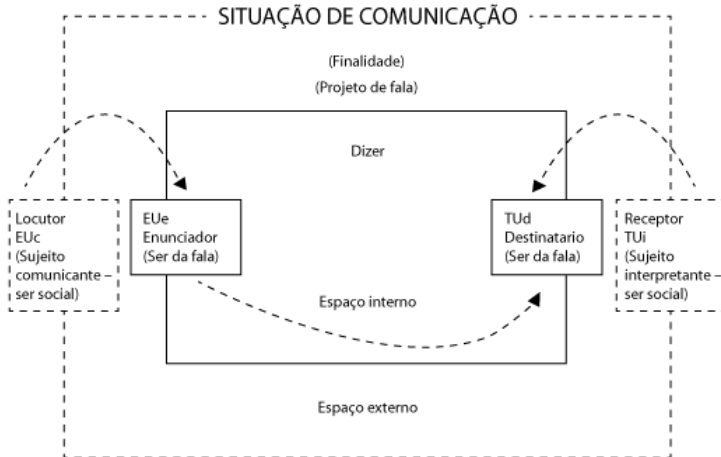 SITUAÇÃO DE COMUNICAÇÃO
(Finalidade)
(Projeto de fala)
Dizer
Locutor
EUc
(Sujeito
comunicante –
ser social)
EUe
Enunciador
(Ser da fala)
TUd
Destinatario
(Ser da fala)
Receptor
TUi
(Sujeito
interpretante –
ser social)
Espaço interno
Espaço externo